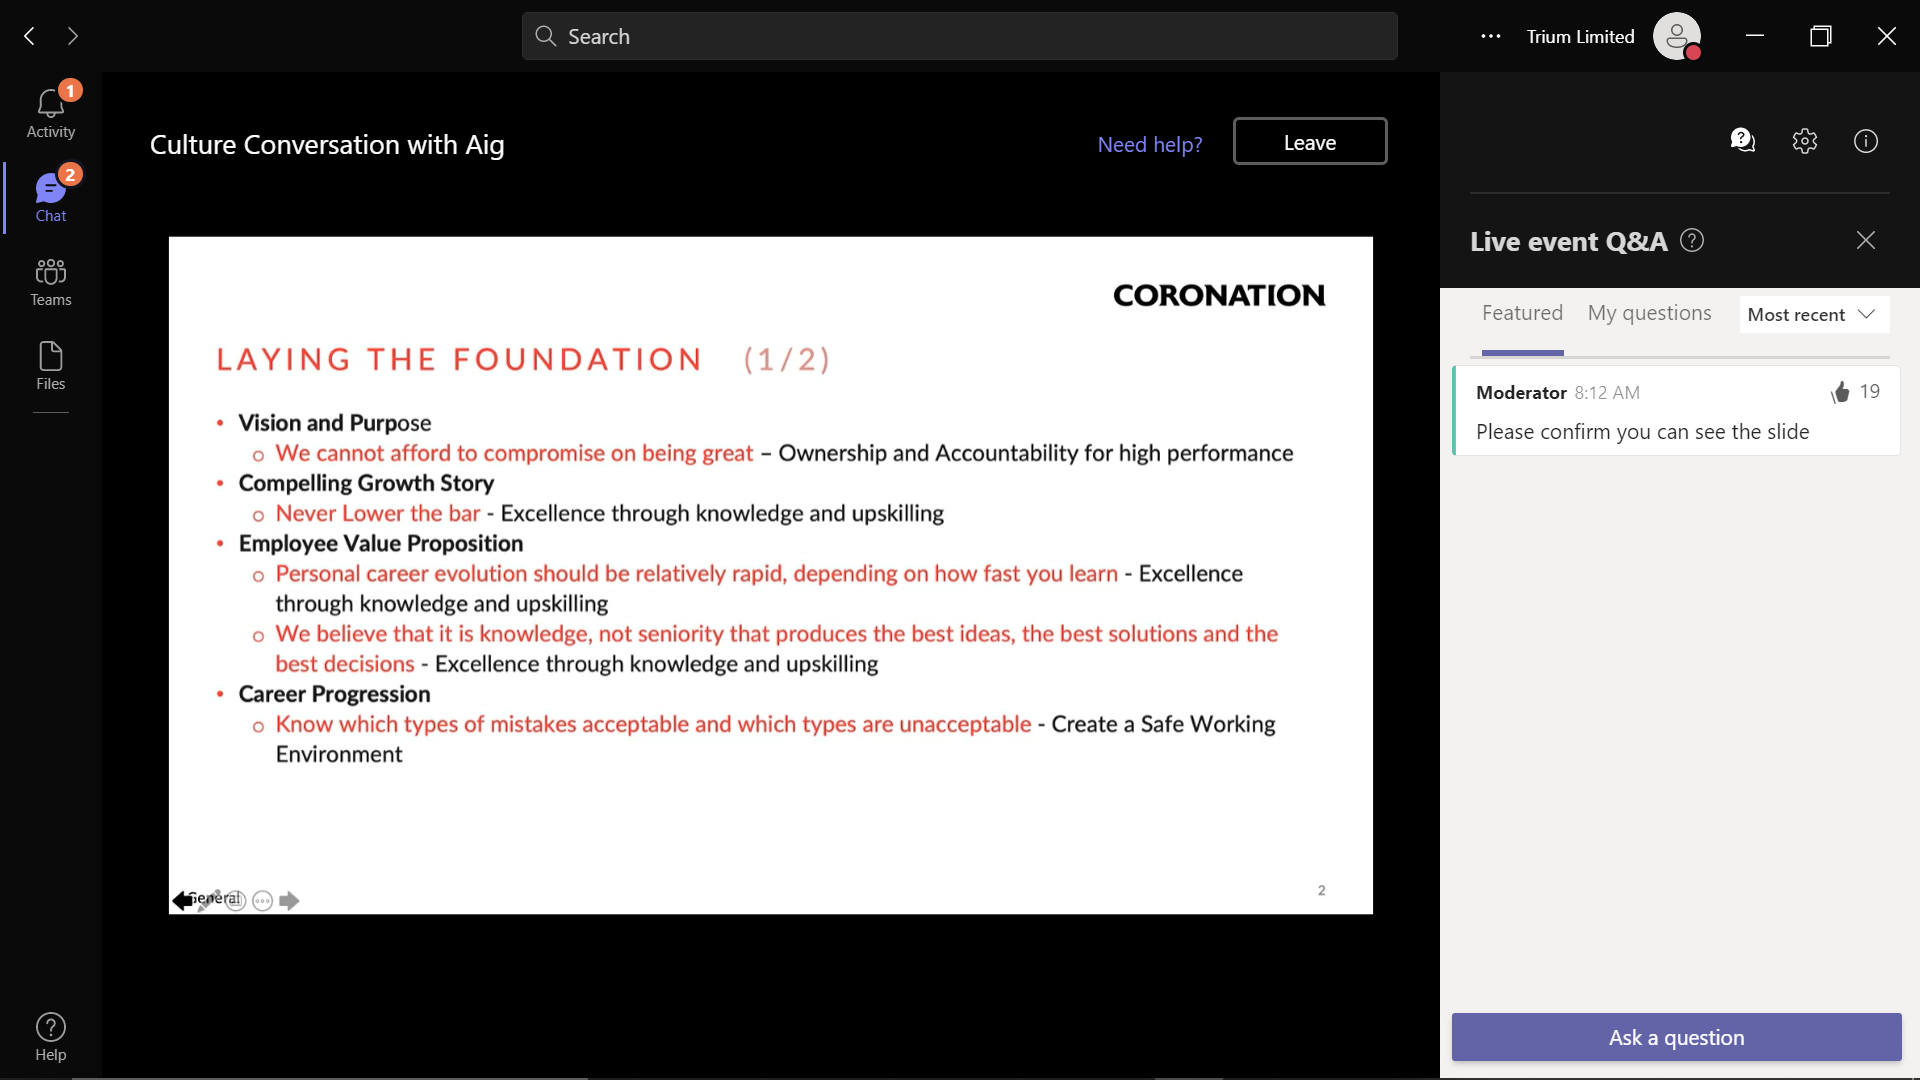 Search
Trium Limited
1
Activity
2
Chat
Teams
Files
Help
Culture Conversation with Aig
Need help?
Leave
CORONATION
LAYING THE FOUNDATION (1/2)
• Vision and Purpose
o We cannot afford to compromise on being great – Ownership and Accountability for high performance
• Compelling Growth Story
o Never Lower the bar - Excellence through knowledge and upskilling
• Employee Value Proposition
o Personal career evolution should be relatively rapid, depending on how fast you learn - Excellence
through knowledge and upskilling
o We believe that it is knowledge, not seniority that produces the best ideas, the best solutions and the
best decisions - Excellence through knowledge and upskilling
• Career Progression
o Know which types of mistakes acceptable and which types are unacceptable - Create a Safe Working
Environment
General
2
Live event Q&A
Featured
My questions
Most recent
Moderator 8:12 AM
19
Please confirm you can see the slide
Ask a question